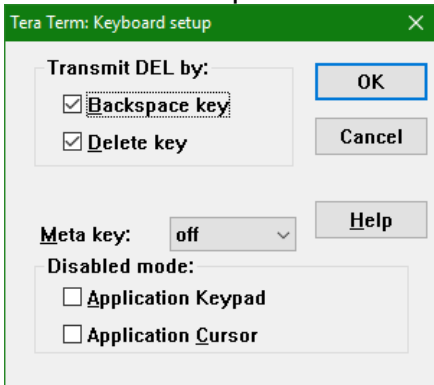 Tera Term: Keyboard setup
Transmit DEL by:
Backspace key
Delete key
OK
Cancel
Help
Meta key: off
Disabled mode:
Application Keypad
Application Cursor